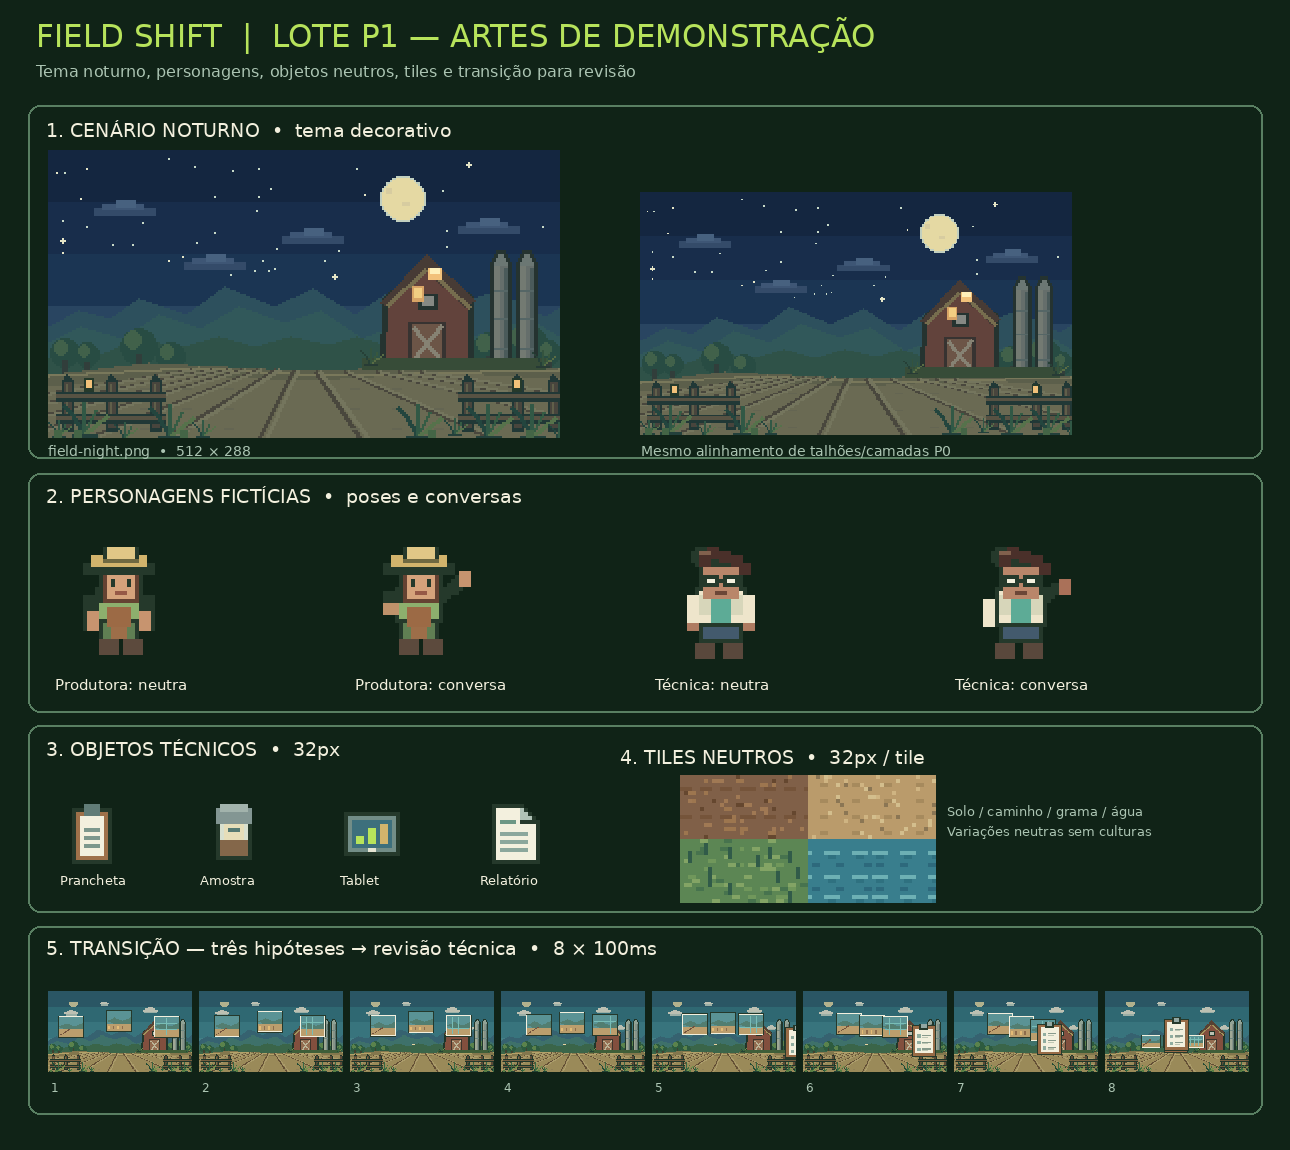 FIELD SHIFT | LOTE P1 — ARTES DE DEMONSTRAÇÃO
Tema noturno, personagens, objetos neutros, tiles e transição para revisão
1. CENÁRIO NOTURNO • tema decorativo
field-night.png • 512 × 288
Mesmo alinhamento de talhões/camadas P0
2. PERSONAGENS FICTÍCIAS • poses e conversas
Produtora: neutra
Produtora: conversa
Técnica: neutra
Técnica: conversa
3. OBJETOS TÉCNICOS • 32px
Prancheta
Amostra
Tablet
Relatório
4. TILES NEUTROS • 32px / tile
Solo / caminho / grama / água
Variações neutras sem culturas
5. TRANSIÇÃO — três hipóteses → revisão técnica • 8 × 100ms
1
2
3
4
5
6
7
8